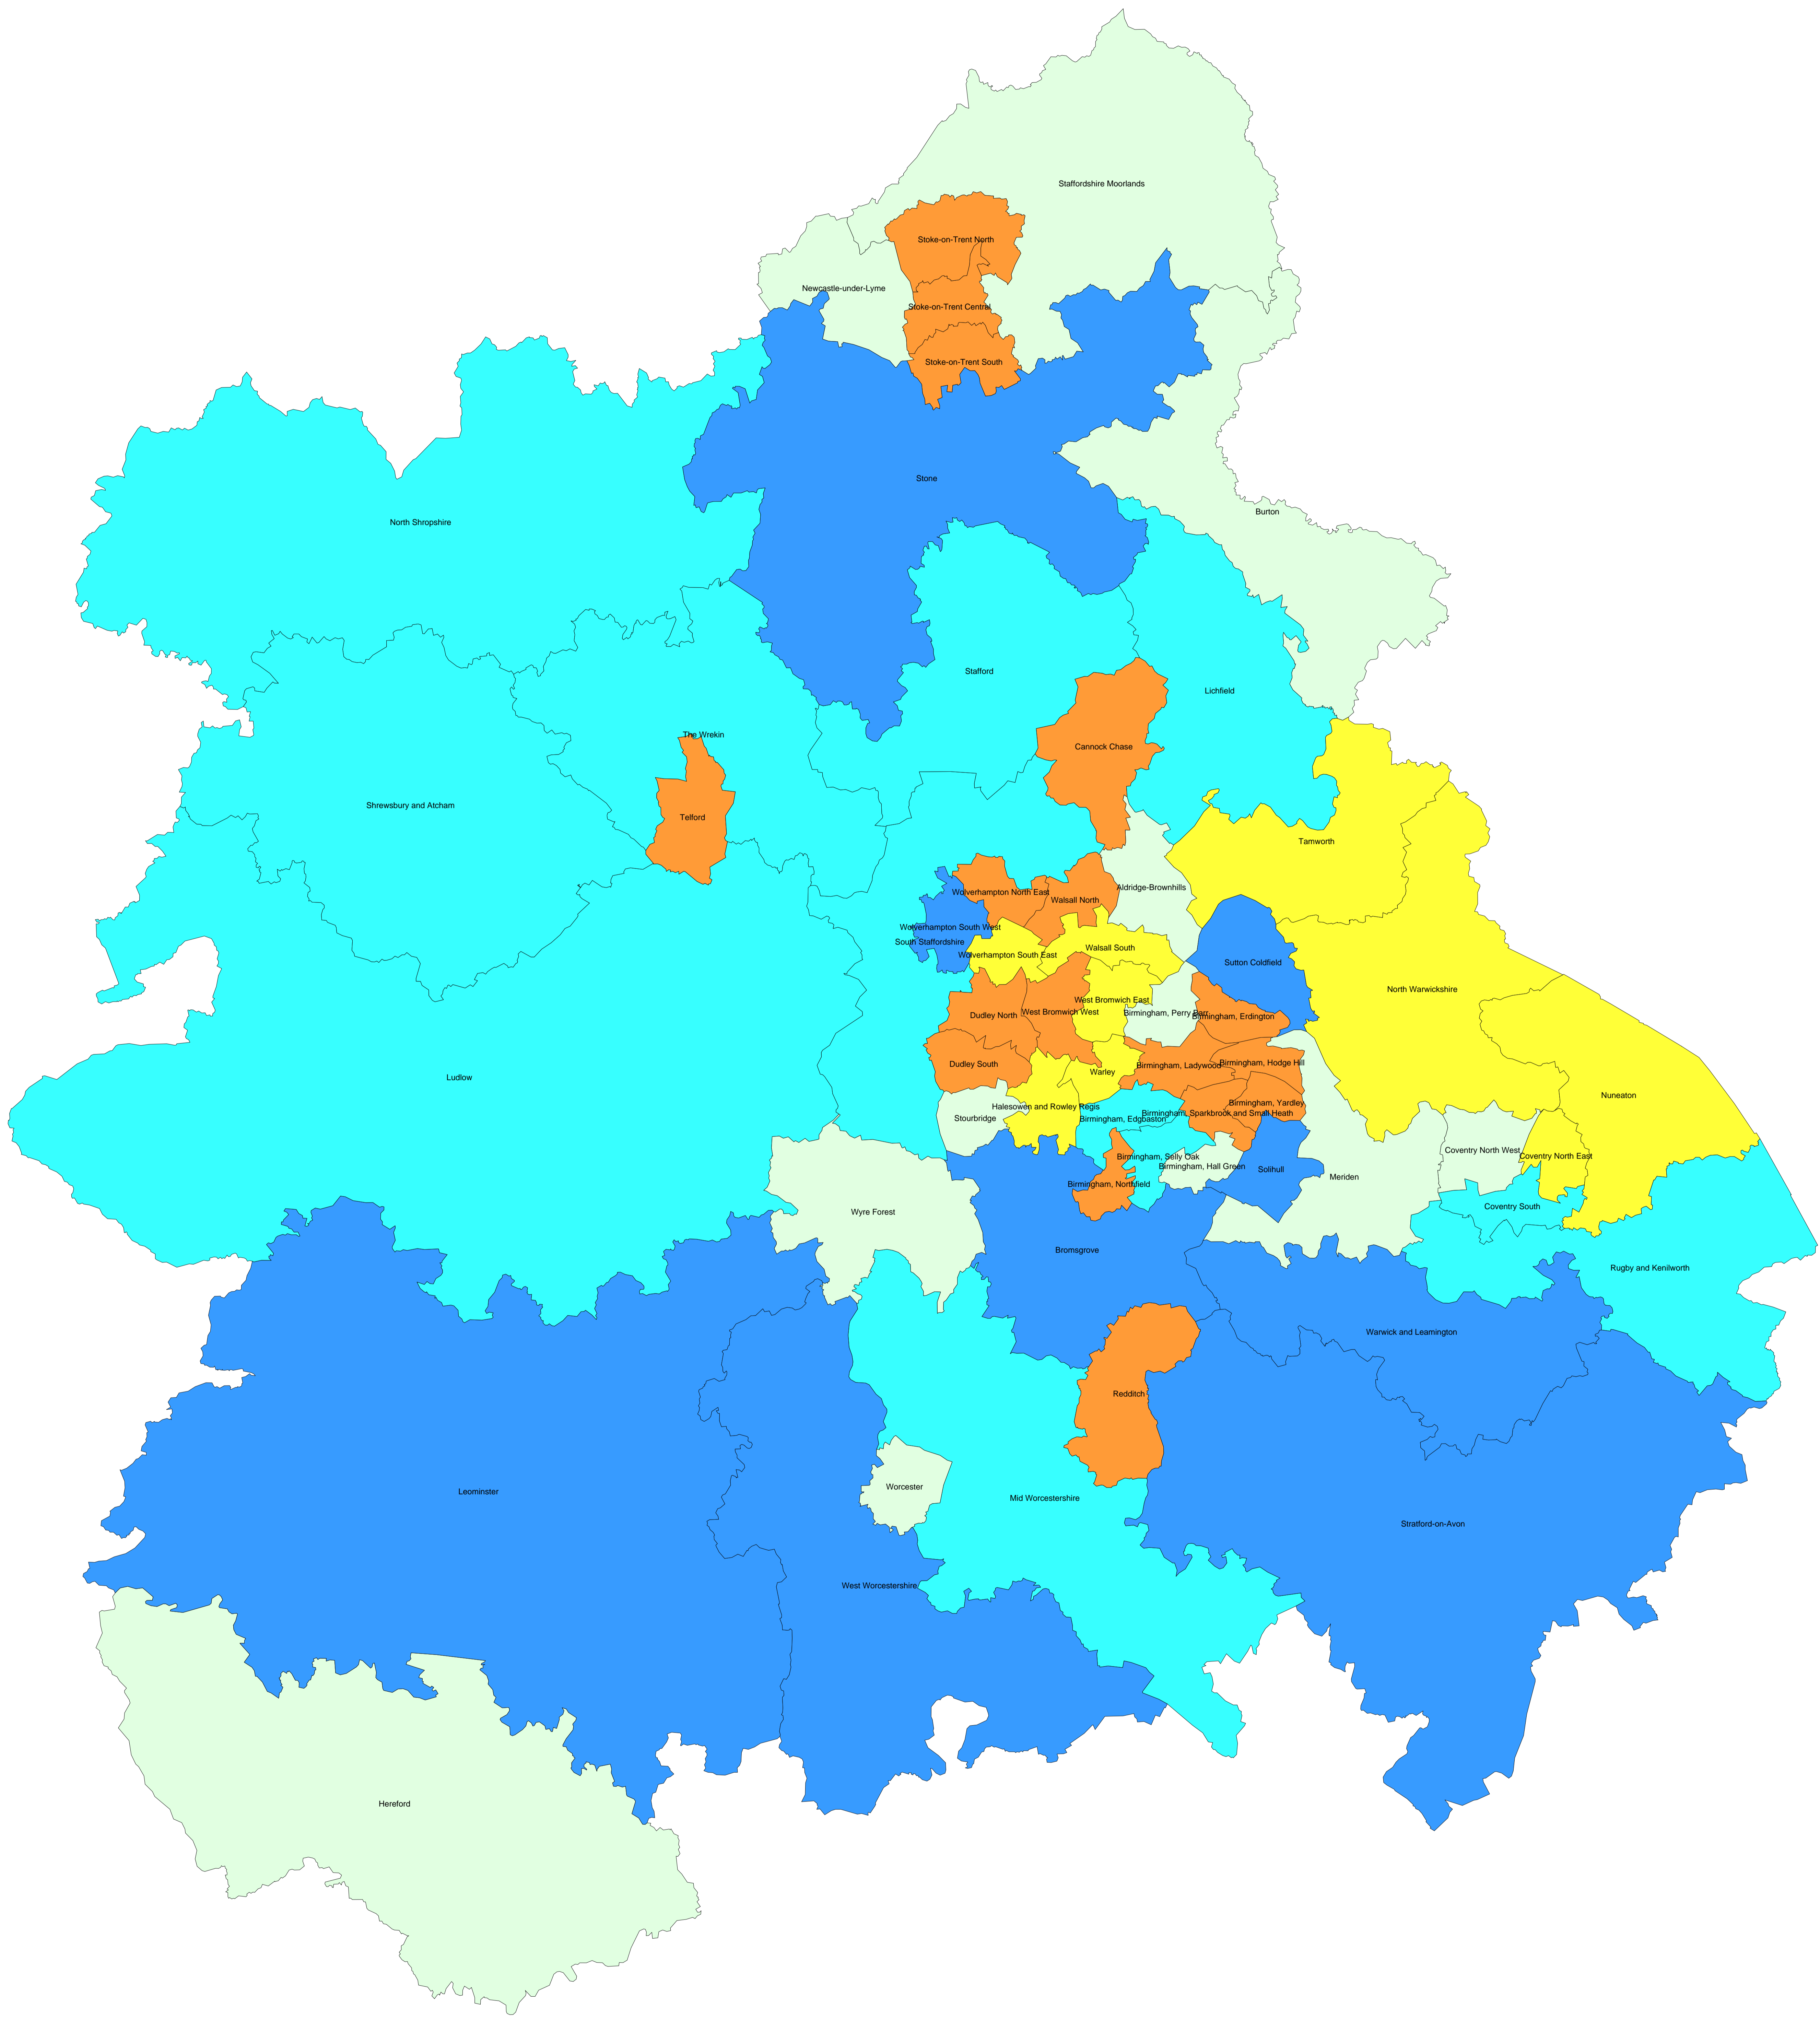 Staffordshire Moorlands
Stoke-on-Trent North
Newcastle-under-Lyme
Stoke-on-Trent Central
Stoke-on-Trent South
Stone
Burton
North Shropshire
Stafford
Lichfield
The Wrekin
Cannock Chase
Shrewsbury and Atcham
Telford
Tamworth
Aldridge-Brownhills
Wolverhampton North East
Walsall North
Wolverhampton South West
South Staffordshire
Walsall South
Wolverhampton South East
Sutton Coldfield
North Warwickshire
West Bromwich East
West Bromwich West
Birmingham, Perry Barr
Dudley North
Birmingham, Erdington
Dudley South
Birmingham, Ladywood
Birmingham, Hodge Hill
Warley
Ludlow
Nuneaton
Birmingham, Yardley
Halesowen and Rowley Regis
Birmingham, Sparkbrook and Small Heath
Stourbridge
Birmingham, Edgbaston
Coventry North West
Coventry North East
Birmingham, Selly Oak
Birmingham, Hall Green
Solihull
Meriden
Birmingham, Northfield
Coventry South
Wyre Forest
Bromsgrove
Rugby and Kenilworth
Warwick and Leamington
Redditch
Worcester
Leominster
Mid Worcestershire
Stratford-on-Avon
West Worcestershire
Hereford